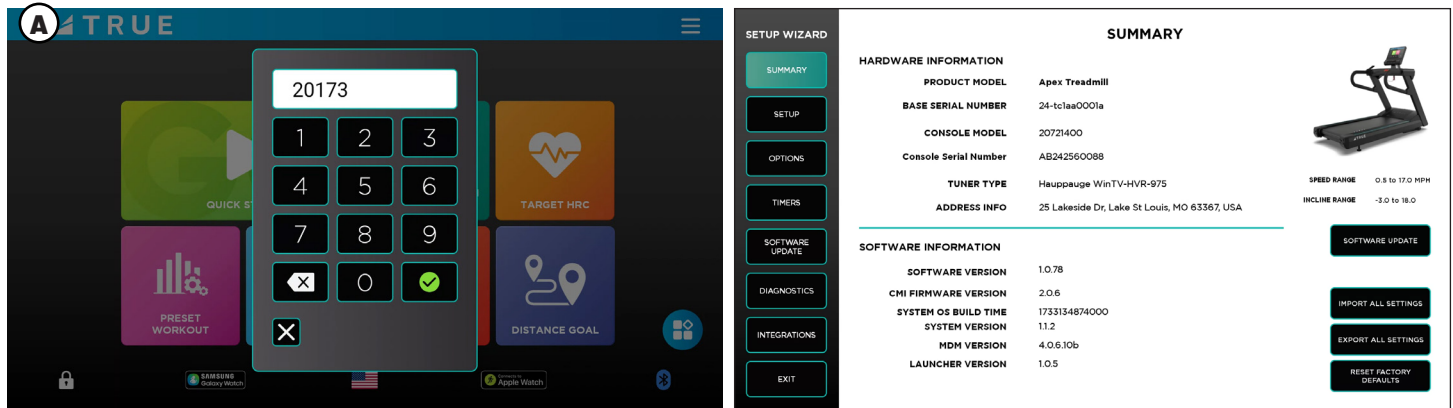 A
TRUE
20173
1 2 3
4 5 6
7 8 9
0
QUICK ST
TARGET HRC
PRESET
WORKOUT
DISTANCE GOAL
SAMSUNG
Galaxy Watch
Connects to
Apple Watch
SETUP WIZARD
SUMMARY
SETUP
OPTIONS
TIMERS
SOFTWARE
UPDATE
DIAGNOSTICS
INTEGRATIONS
EXIT
SUMMARY
HARDWARE INFORMATION
PRODUCT MODEL Apex Treadmill
BASE SERIAL NUMBER 24-tc1aa0001a
CONSOLE MODEL 20721400
Console Serial Number AB242560088
TUNER TYPE Hauppauge WinTV-HVR-975
ADDRESS INFO 25 Lakeside Dr, Lake St Louis, MO 63367, USA
SOFTWARE INFORMATION
SOFTWARE VERSION 1.0.78
CMI FIRMWARE VERSION 2.0.6
SYSTEM OS BUILD TIME 1733134874000
SYSTEM VERSION 1.1.2
MDM VERSION 4.0.6.10b
LAUNCHER VERSION 1.0.5
SPEED RANGE 0.5 to 17.0 MPH
INCLINE RANGE -3.0 to 18.0
SOFTWARE UPDATE
IMPORT ALL SETTINGS
EXPORT ALL SETTINGS
RESET FACTORY
DEFAULTS